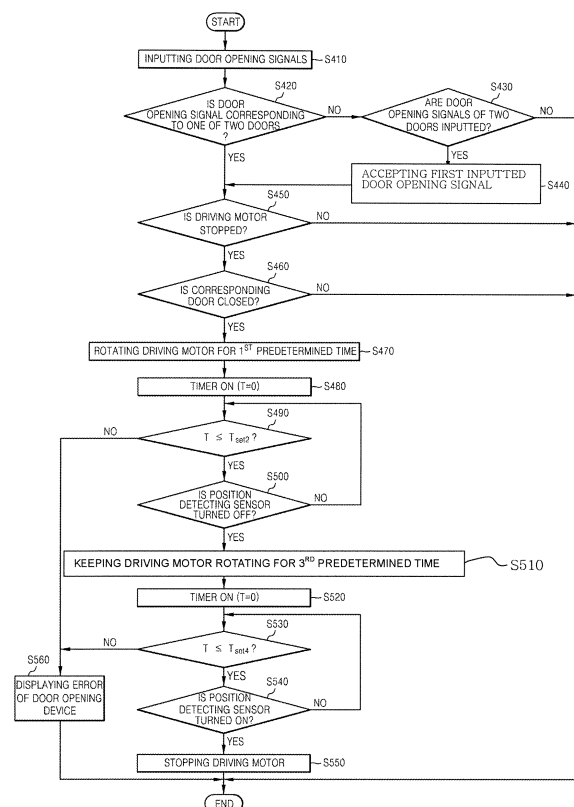 START
INPUTTING DOOR OPENING SIGNALS
S410
S420
IS DOOR
OPENING SIGNAL CORRESPONDING
TO ONE OF TWO DOORS
?
NO
YES
S430
ARE DOOR
OPENING SIGNALS OF TWO
DOORS INPUTTED?
NO
YES
ACCEPTING FIRST INPUTTED
DOOR OPENING SIGNAL
S440
S450
IS DRIVING MOTOR
STOPPED?
NO
YES
S460
IS CORRESPONDING
DOOR CLOSED?
NO
YES
ROTATING DRIVING MOTOR FOR 1ST PREDETERMINED TIME
S470
TIMER ON (T=0)
S480
S490
NO
T ≤ Tset2 ?
YES
S500
IS POSITION
DETECTING SENSOR
TURNED OFF?
NO
YES
KEEPING DRIVING MOTOR ROTATING FOR 3RD PREDETERMINED TIME
S510
TIMER ON (T=0)
S520
S530
NO
T ≤ Tsnt4 ?
YES
S560
DISPLAYING ERROR
OF DOOR OPENING
DEVICE
S540
IS POSITION
DETECTING SENSOR
TURNED ON?
NO
YES
STOPPING DRIVING MOTOR
S550
END